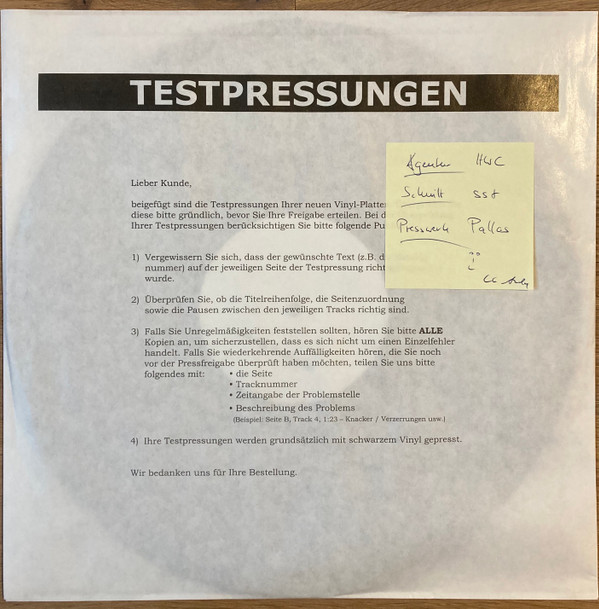 TESTPRESSUNGEN
Lieber Kunde,
beigefügt sind die Testpressungen Ihrer neuen Vinyl-Platte
diese bitte gründlich, bevor Sie Ihre Freigabe erteilen. Bei d
Ihrer Testpressungen berücksichtigen Sie bitte folgende Pu
1) Vergewissern Sie sich, dass der gewünschte Text (z.B. d
nummer) auf der jeweiligen Seite der Testpressung richt
wurde.
2) Überprüfen Sie, ob die Titelreihenfolge, die Seitenzuordnung
sowie die Pausen zwischen den jeweiligen Tracks richtig sind.
3) Falls Sie Unregelmäßigkeiten feststellen sollten, hören Sie bitte ALLE
Kopien an, um sicherzustellen, dass es sich nicht um einen Einzelfehler
handelt. Falls Sie wiederkehrende Auffälligkeiten hören, die Sie noch
vor der Pressfreigabe überprüft haben möchten, teilen Sie uns bitte
folgendes mit: • die Seite
• Tracknummer
• Zeitangabe der Problemstelle
• Beschreibung des Problems
(Beispiel: Seite B, Track 4, 1:23 – Knacker / Verzerrungen usw.)
4) Ihre Testpressungen werden grundsätzlich mit schwarzem Vinyl gepresst.
Wir bedanken uns für Ihre Bestellung.
Agentur HWC
Schnitt SST
Presswerk Pallas